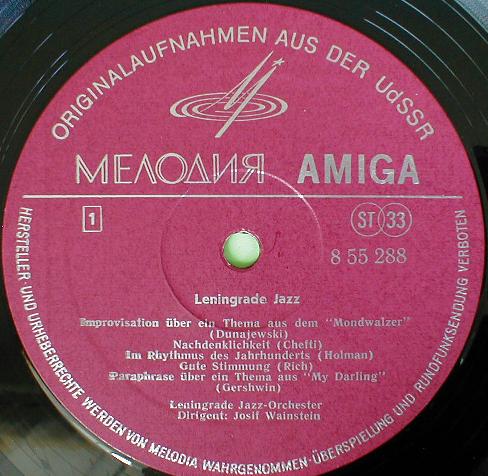 ORIGINALAUFNAHMEN AUS DER UdSSR
МЕЛОДИЯ AMIGA
1
ST 33
8 55 288
Leningrade Jazz
Improvisation über ein Thema aus dem "Mondwalzer"
(Dunajewski)
Nachdenklichkeit (Chefti)
Im Rhythmus des Jahrhunderts (Holman)
Gute Stimmung (Rich)
Paraphrase über ein Thema aus "My Darling"
(Gershwin)
Leningrade Jazz-Orchester
Dirigent: Josif Wainstein
HERSTELLER- UND URHEBERRECHTE WERDEN VON MELODIA WAHRGENOMMEN · ÜBERSPIELUNG UND RUNDFUNKSENDUNG VERBOTEN